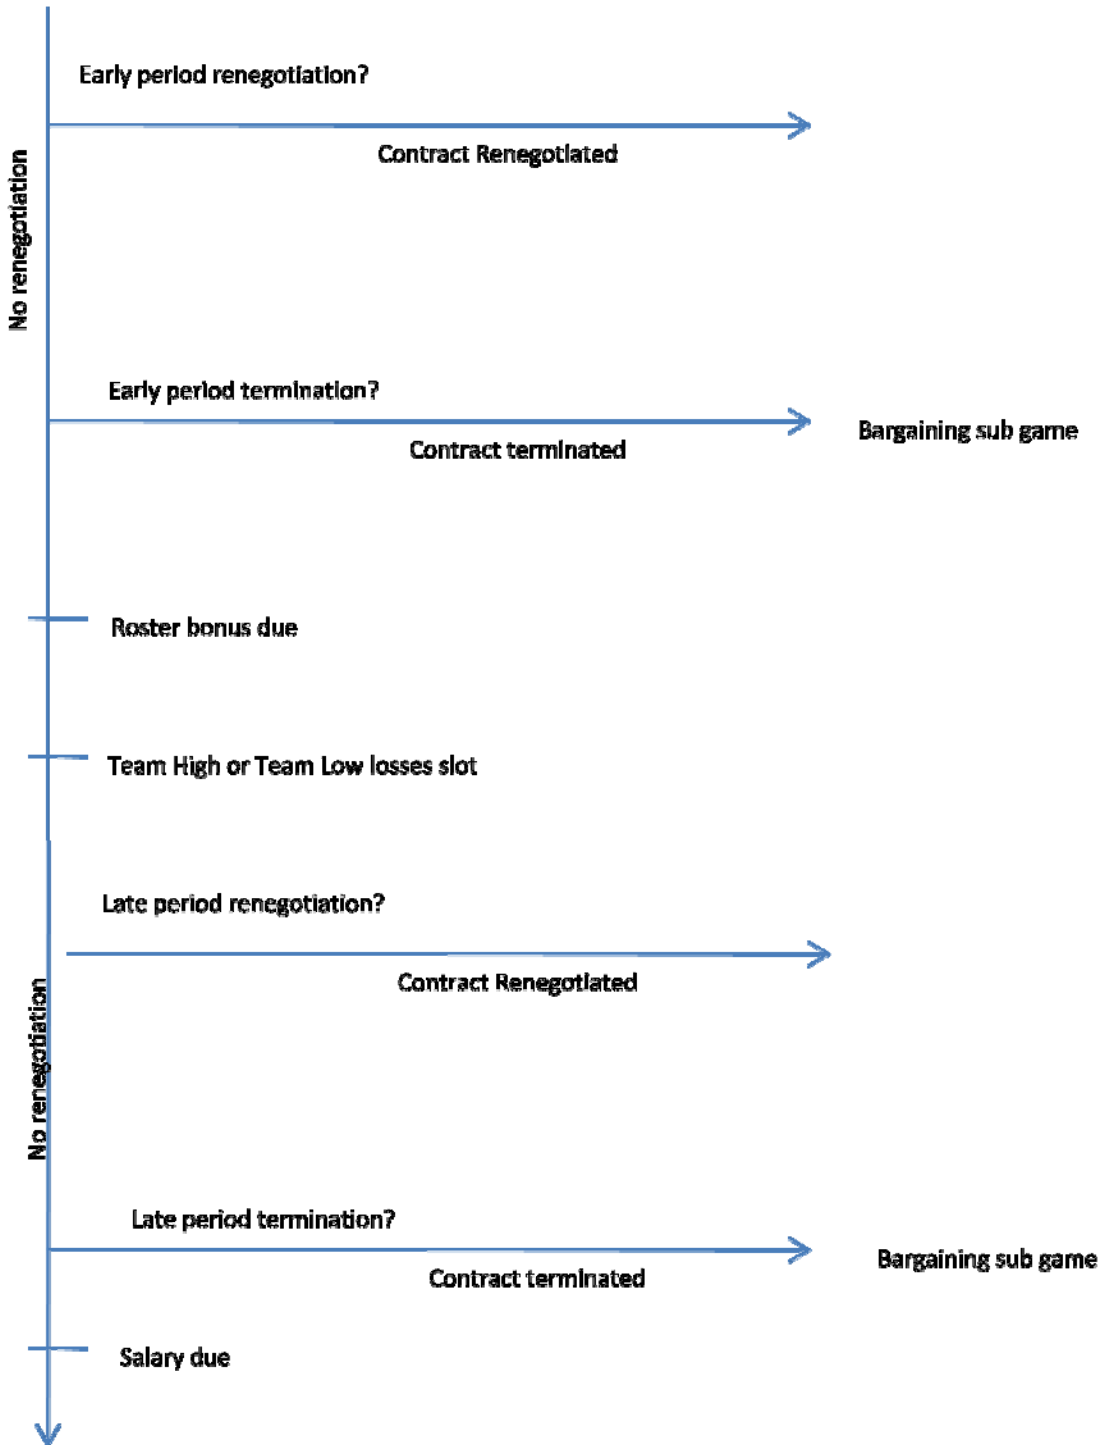 Early period renegotiation?
Contract Renegotiated
No renegotiation
Early period termination?
Contract terminated
Bargaining sub game
Roster bonus due
Team High or Team Low losses slot
Late period renegotiation?
Contract Renegotiated
No renegotiation
Late period termination?
Contract terminated
Bargaining sub game
Salary due